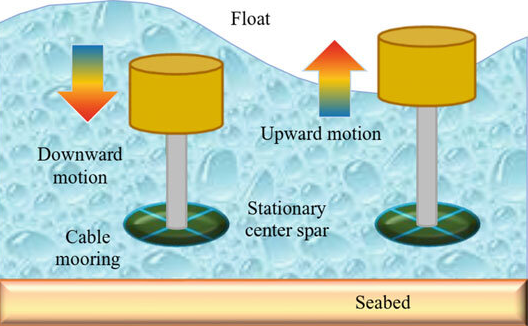 Float
Downward
motion
Upward motion
Stationary
center spar
Cable
mooring
Seabed